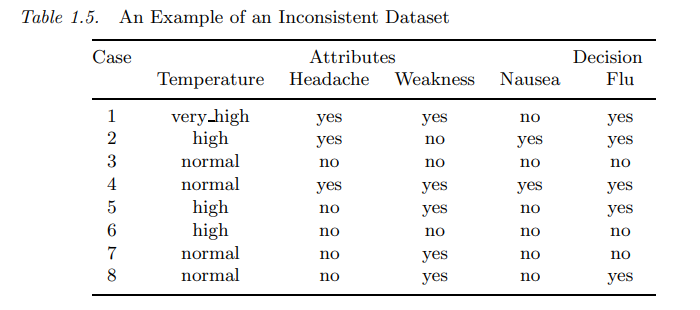 Table 1.5. An Example of an Inconsistent Dataset
Case Attributes Decision
Temperature Headache Weakness Nausea Flu
1 very_high yes yes no yes
2 high yes no yes yes
3 normal no no no no
4 normal yes yes yes yes
5 high no yes no yes
6 high no no no no
7 normal no yes no no
8 normal no yes no yes